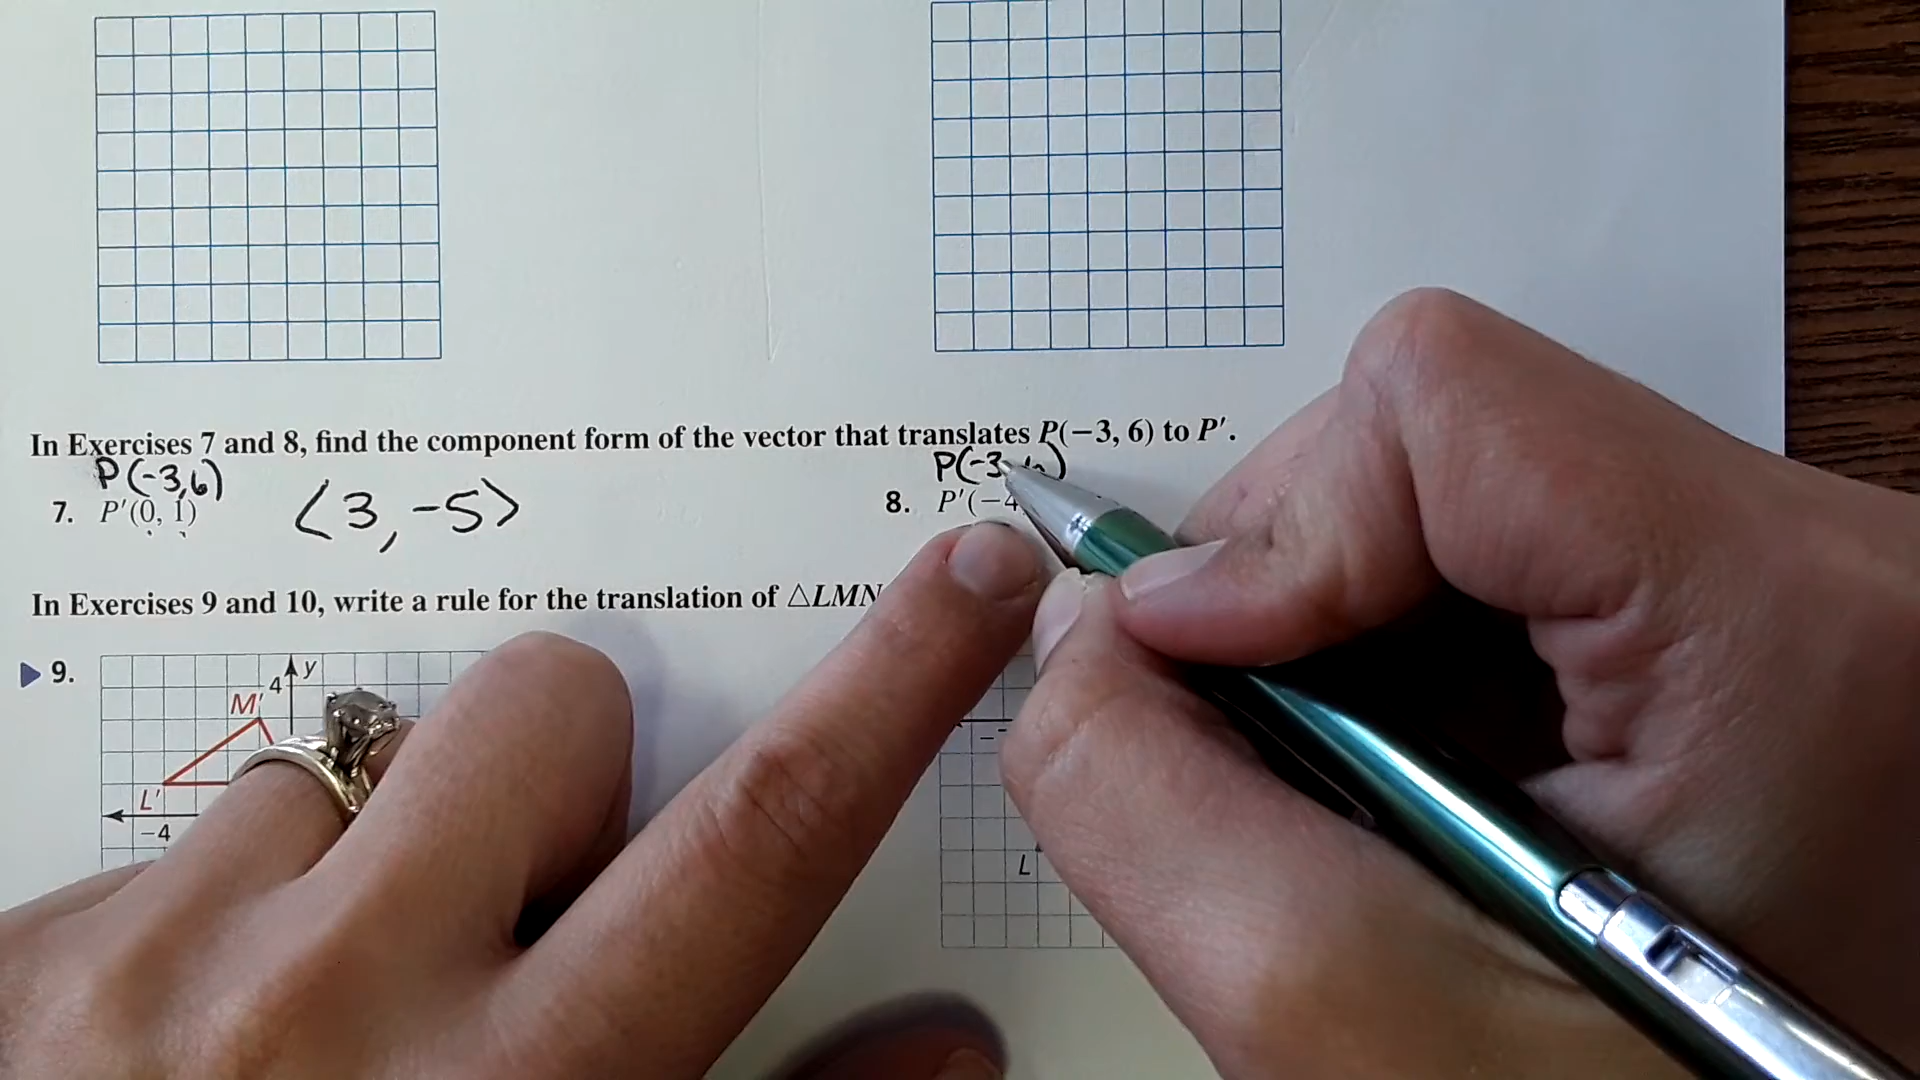 In Exercises 7 and 8, find the component form of the vector that translates P(−3, 6) to P′.
P(-3,6)
7. P′(0, 1) ⟨3, -5⟩
P(-3, )
8. P′(−4
In Exercises 9 and 10, write a rule for the translation of △LMN
9.
y
4
M′
L′
−4
L